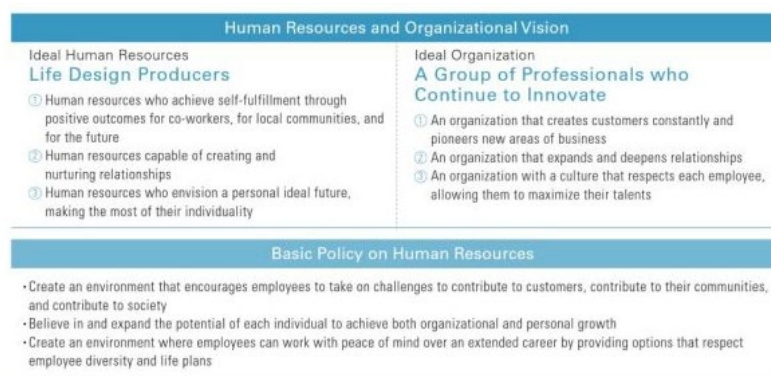 Human Resources and Organizational Vision
Ideal Human Resources
Life Design Producers
① Human resources who achieve self-fulfillment through
positive outcomes for co-workers, for local communities, and
for the future
② Human resources capable of creating and
nurturing relationships
③ Human resources who envision a personal ideal future,
making the most of their individuality
Ideal Organization
A Group of Professionals who
Continue to Innovate
① An organization that creates customers constantly and
pioneers new areas of business
② An organization that expands and deepens relationships
③ An organization with a culture that respects each employee,
allowing them to maximize their talents
Basic Policy on Human Resources
・Create an environment that encourages employees to take on challenges to contribute to customers, contribute to their communities,
and contribute to society
・Believe in and expand the potential of each individual to achieve both organizational and personal growth
・Create an environment where employees can work with peace of mind over an extended career by providing options that respect
employee diversity and life plans